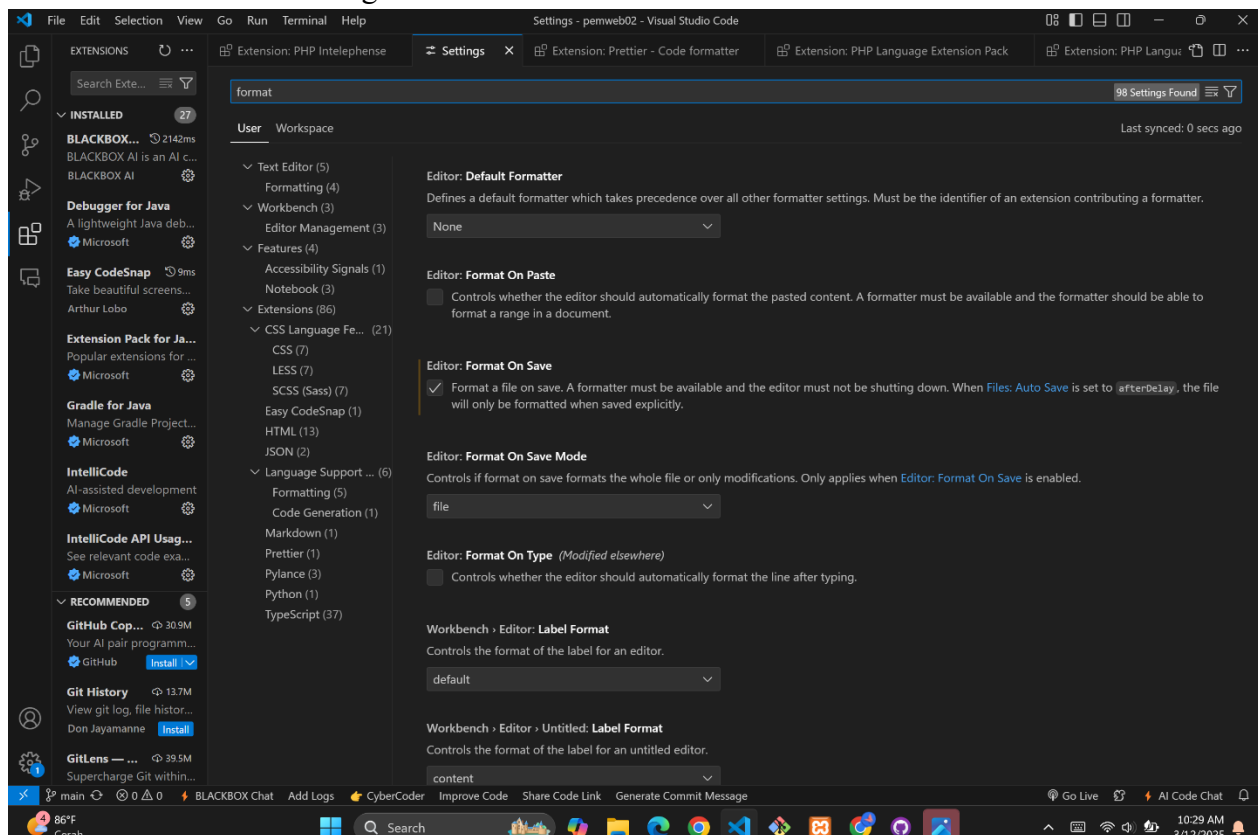 File Edit Selection View Go Run Terminal Help Settings - pemweb02 - Visual Studio Code
EXTENSIONS
Extension: PHP Intelephense
Settings
Extension: Prettier - Code formatter
Extension: PHP Language Extension Pack
Extension: PHP Langua
Search Exte...
INSTALLED 27
BLACKBOX... 2142ms
BLACKBOX AI is an AI c...
BLACKBOX AI
Debugger for Java
A lightweight Java deb...
Microsoft
Easy CodeSnap 9ms
Take beautiful screens...
Arthur Lobo
Extension Pack for Ja...
Popular extensions for ...
Microsoft
Gradle for Java
Manage Gradle Project...
Microsoft
IntelliCode
AI-assisted development
Microsoft
IntelliCode API Usag...
See relevant code exa...
Microsoft
RECOMMENDED 5
GitHub Cop... 30.9M
Your AI pair programm...
GitHub Install
Git History 13.7M
View git log, file histor...
Don Jayamanne Install
GitLens — ... 39.5M
Supercharge Git within...
format
98 Settings Found
User Workspace
Last synced: 0 secs ago
Text Editor (5)
Formatting (4)
Workbench (3)
Editor Management (3)
Features (4)
Accessibility Signals (1)
Notebook (3)
Extensions (86)
CSS Language Fe... (21)
CSS (7)
LESS (7)
SCSS (Sass) (7)
Easy CodeSnap (1)
HTML (13)
JSON (2)
Language Support ... (6)
Formatting (5)
Code Generation (1)
Markdown (1)
Prettier (1)
Pylance (3)
Python (1)
TypeScript (37)
Editor: Default Formatter
Defines a default formatter which takes precedence over all other formatter settings. Must be the identifier of an extension contributing a formatter.
None
Editor: Format On Paste
Controls whether the editor should automatically format the pasted content. A formatter must be available and the formatter should be able to
format a range in a document.
Editor: Format On Save
Format a file on save. A formatter must be available and the editor must not be shutting down. When Files: Auto Save is set to afterDelay, the file
will only be formatted when saved explicitly.
Editor: Format On Save Mode
Controls if format on save formats the whole file or only modifications. Only applies when Editor: Format On Save is enabled.
file
Editor: Format On Type (Modified elsewhere)
Controls whether the editor should automatically format the line after typing.
Workbench › Editor: Label Format
Controls the format of the label for an editor.
default
Workbench › Editor › Untitled: Label Format
Controls the format of the label for an untitled editor.
content
1
main 0 0 BLACKBOX Chat Add Logs CyberCoder Improve Code Share Code Link Generate Commit Message Go Live AI Code Chat
4 86°F
Cerah
Search
10:29 AM
3/12/2025